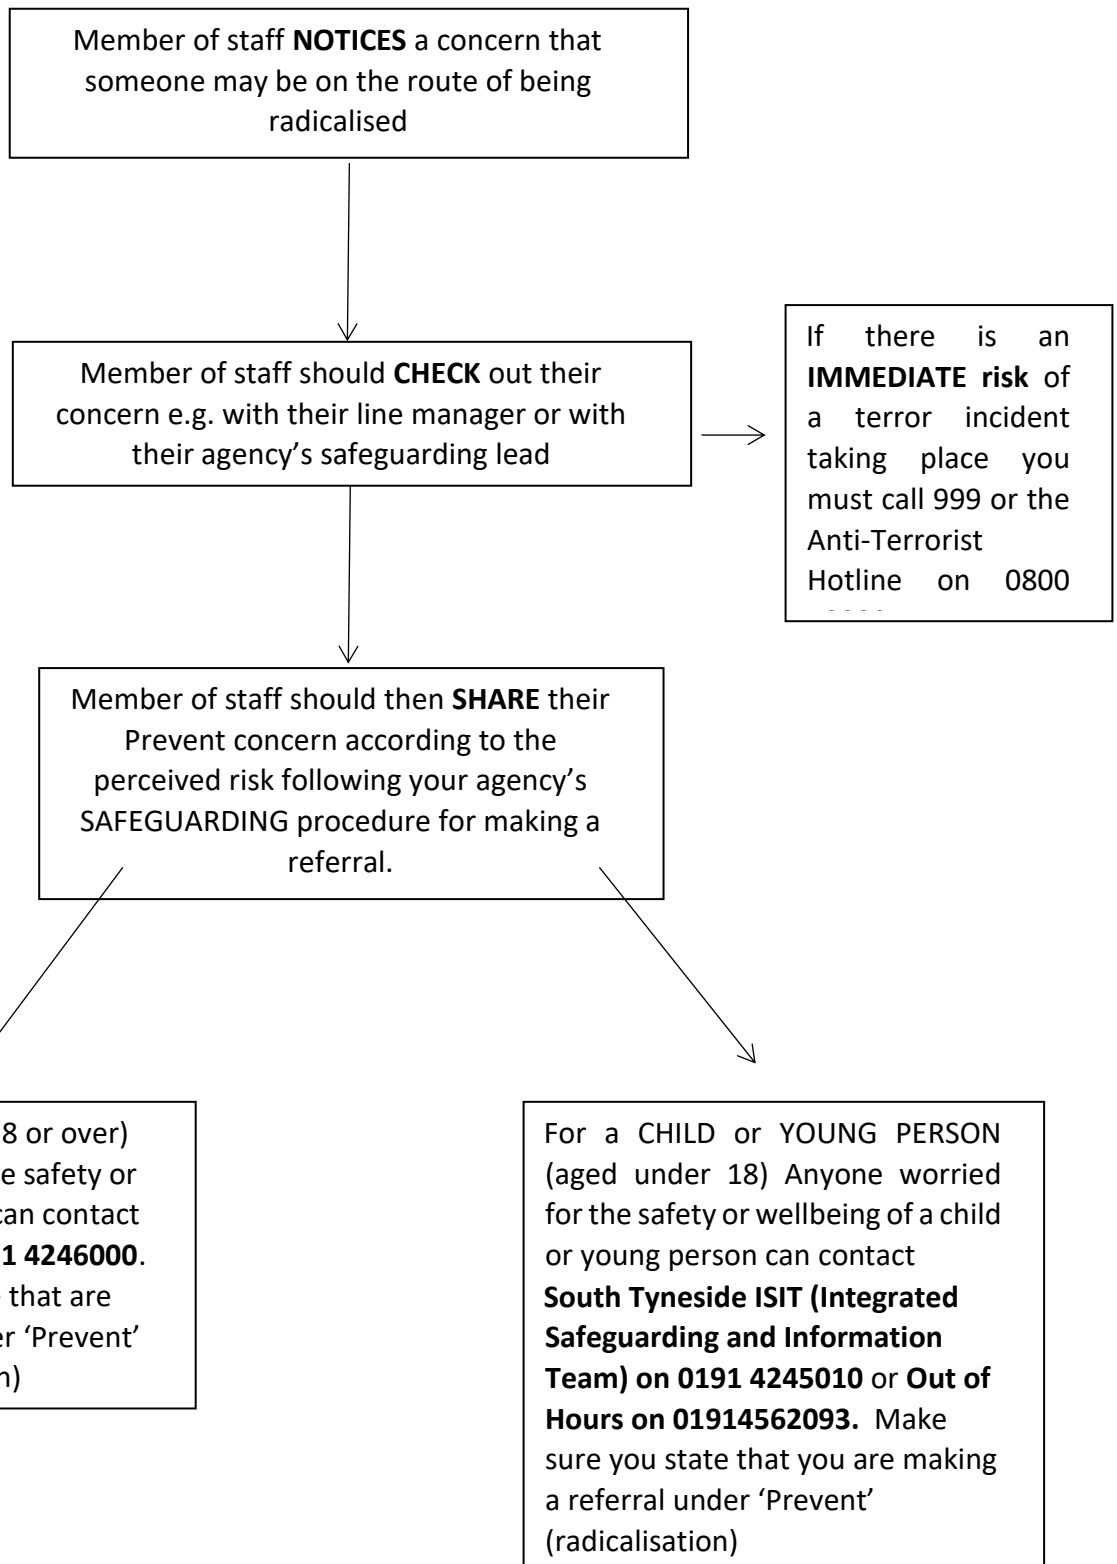 Member of staff NOTICES a concern that
someone may be on the route of being
radicalised
Member of staff should CHECK out their
concern e.g. with their line manager or with
their agency’s safeguarding lead
If there is an
IMMEDIATE risk of
a terror incident
taking place you
must call 999 or the
Anti-Terrorist
Hotline on 0800
Member of staff should then SHARE their
Prevent concern according to the
perceived risk following your agency’s
SAFEGUARDING procedure for making a
referral.
8 or over)
e safety or
can contact
1 4246000.
that are
er ‘Prevent’
n)
For a CHILD or YOUNG PERSON
(aged under 18) Anyone worried
for the safety or wellbeing of a child
or young person can contact
South Tyneside ISIT (Integrated
Safeguarding and Information
Team) on 0191 4245010 or Out of
Hours on 01914562093. Make
sure you state that you are making
a referral under ‘Prevent’
(radicalisation)